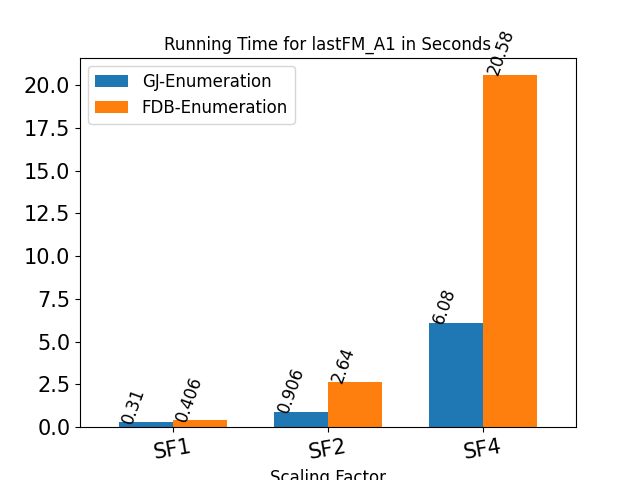 Running Time for lastFM_A1 in Seconds
GJ-Enumeration
FDB-Enumeration
20.0
17.5
15.0
12.5
10.0
7.5
5.0
2.5
0.0
0.31
0.406
0.906
2.64
6.08
20.58
SF1
SF2
SF4
Scaling Factor